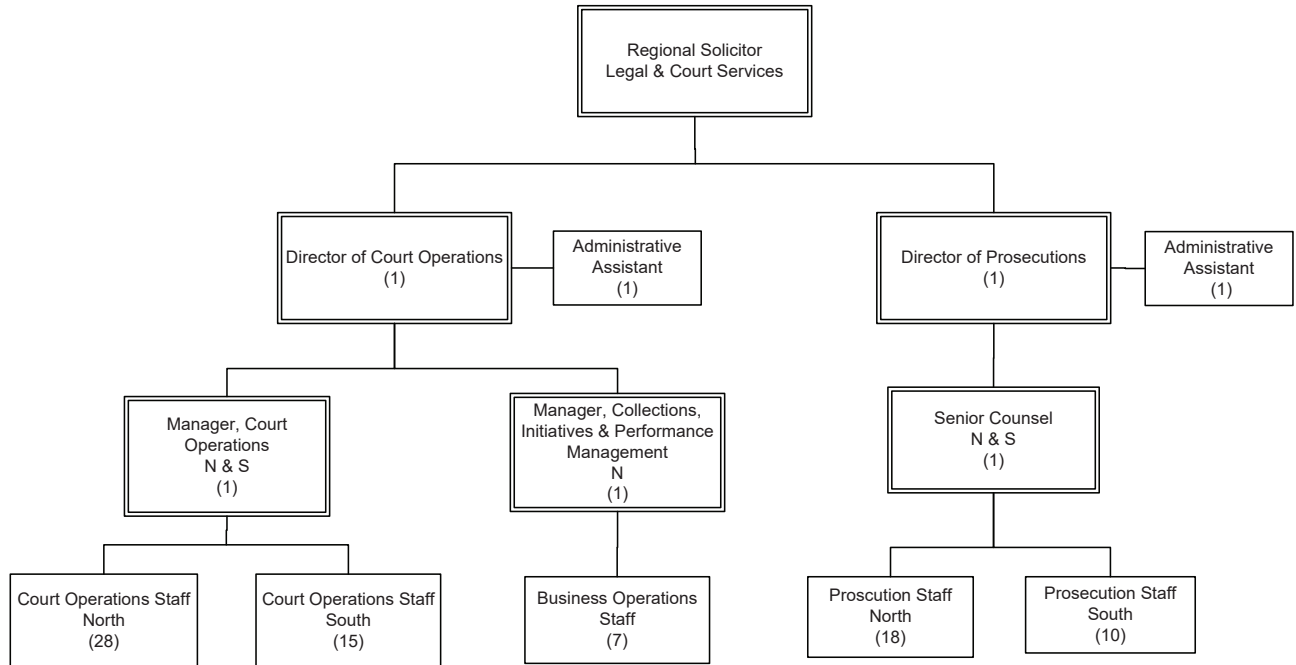 Regional Solicitor
Legal & Court Services
Director of Court Operations
(1)
Administrative
Assistant
(1)
Director of Prosecutions
(1)
Administrative
Assistant
(1)
Manager, Court
Operations
N & S
(1)
Manager, Collections,
Initiatives & Performance
Management
N
(1)
Senior Counsel
N & S
(1)
Court Operations Staff
North
(28)
Court Operations Staff
South
(15)
Business Operations
Staff
(7)
Proscution Staff
North
(18)
Prosecution Staff
South
(10)